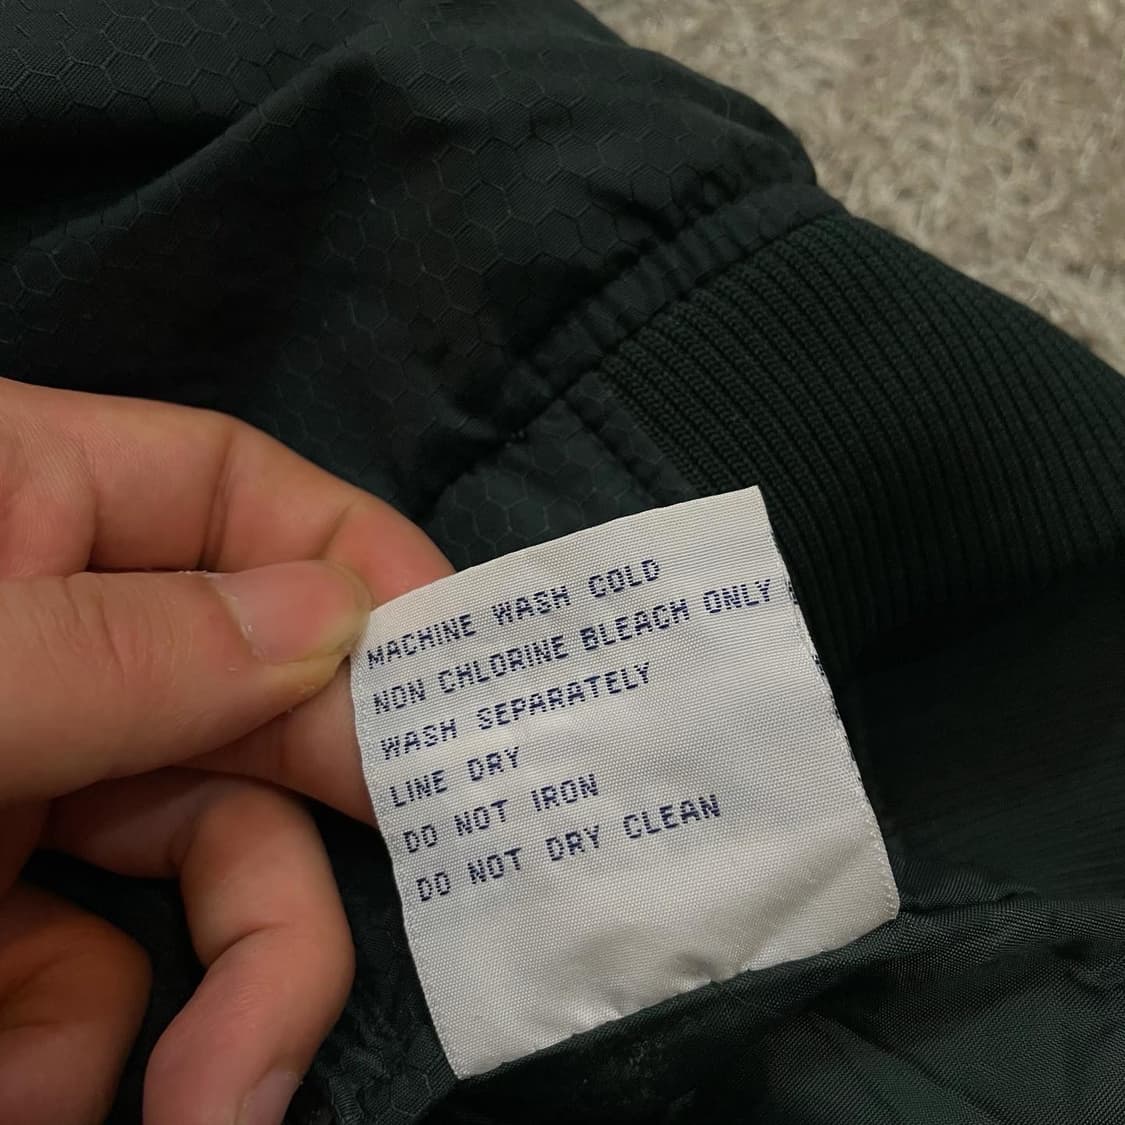 MACHINE WASH COLD
NON CHLORINE BLEACH ONLY
WASH SEPARATELY
LINE DRY
DO NOT IRON
DO NOT DRY CLEAN